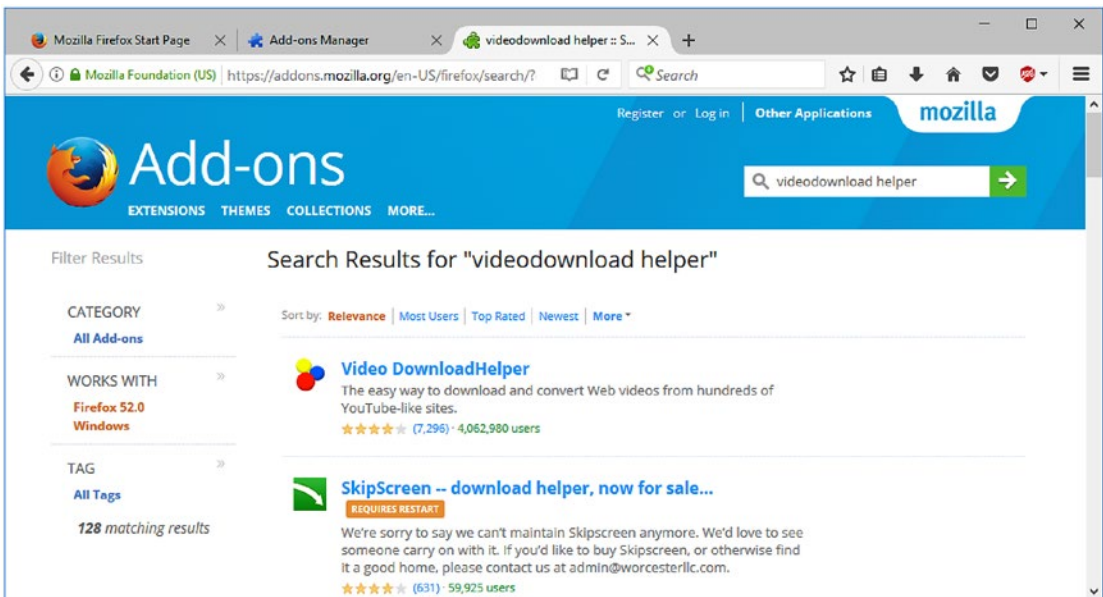 Mozilla Firefox Start Page
Add-ons Manager
videodownload helper :: S...
Mozilla Foundation (US)
https://addons.mozilla.org/en-US/firefox/search/?
Search
ABP
Register or Log in
Other Applications
mozilla
Add-ons
videodownload helper
EXTENSIONS THEMES COLLECTIONS MORE...
Filter Results
Search Results for "videodownload helper"
CATEGORY »
All Add-ons
WORKS WITH »
Firefox 52.0
Windows
TAG »
All Tags
128 matching results
Sort by: Relevance | Most Users | Top Rated | Newest | More
Video DownloadHelper
The easy way to download and convert Web videos from hundreds of
YouTube-like sites.
(7,296) · 4,062,980 users
SkipScreen -- download helper, now for sale...
REQUIRES RESTART
We're sorry to say we can't maintain Skipscreen anymore. We'd love to see
someone carry on with it. If you'd like to buy Skipscreen, or otherwise find
it a good home, please contact us at admin@worcesterllc.com.
(631) · 59,925 users